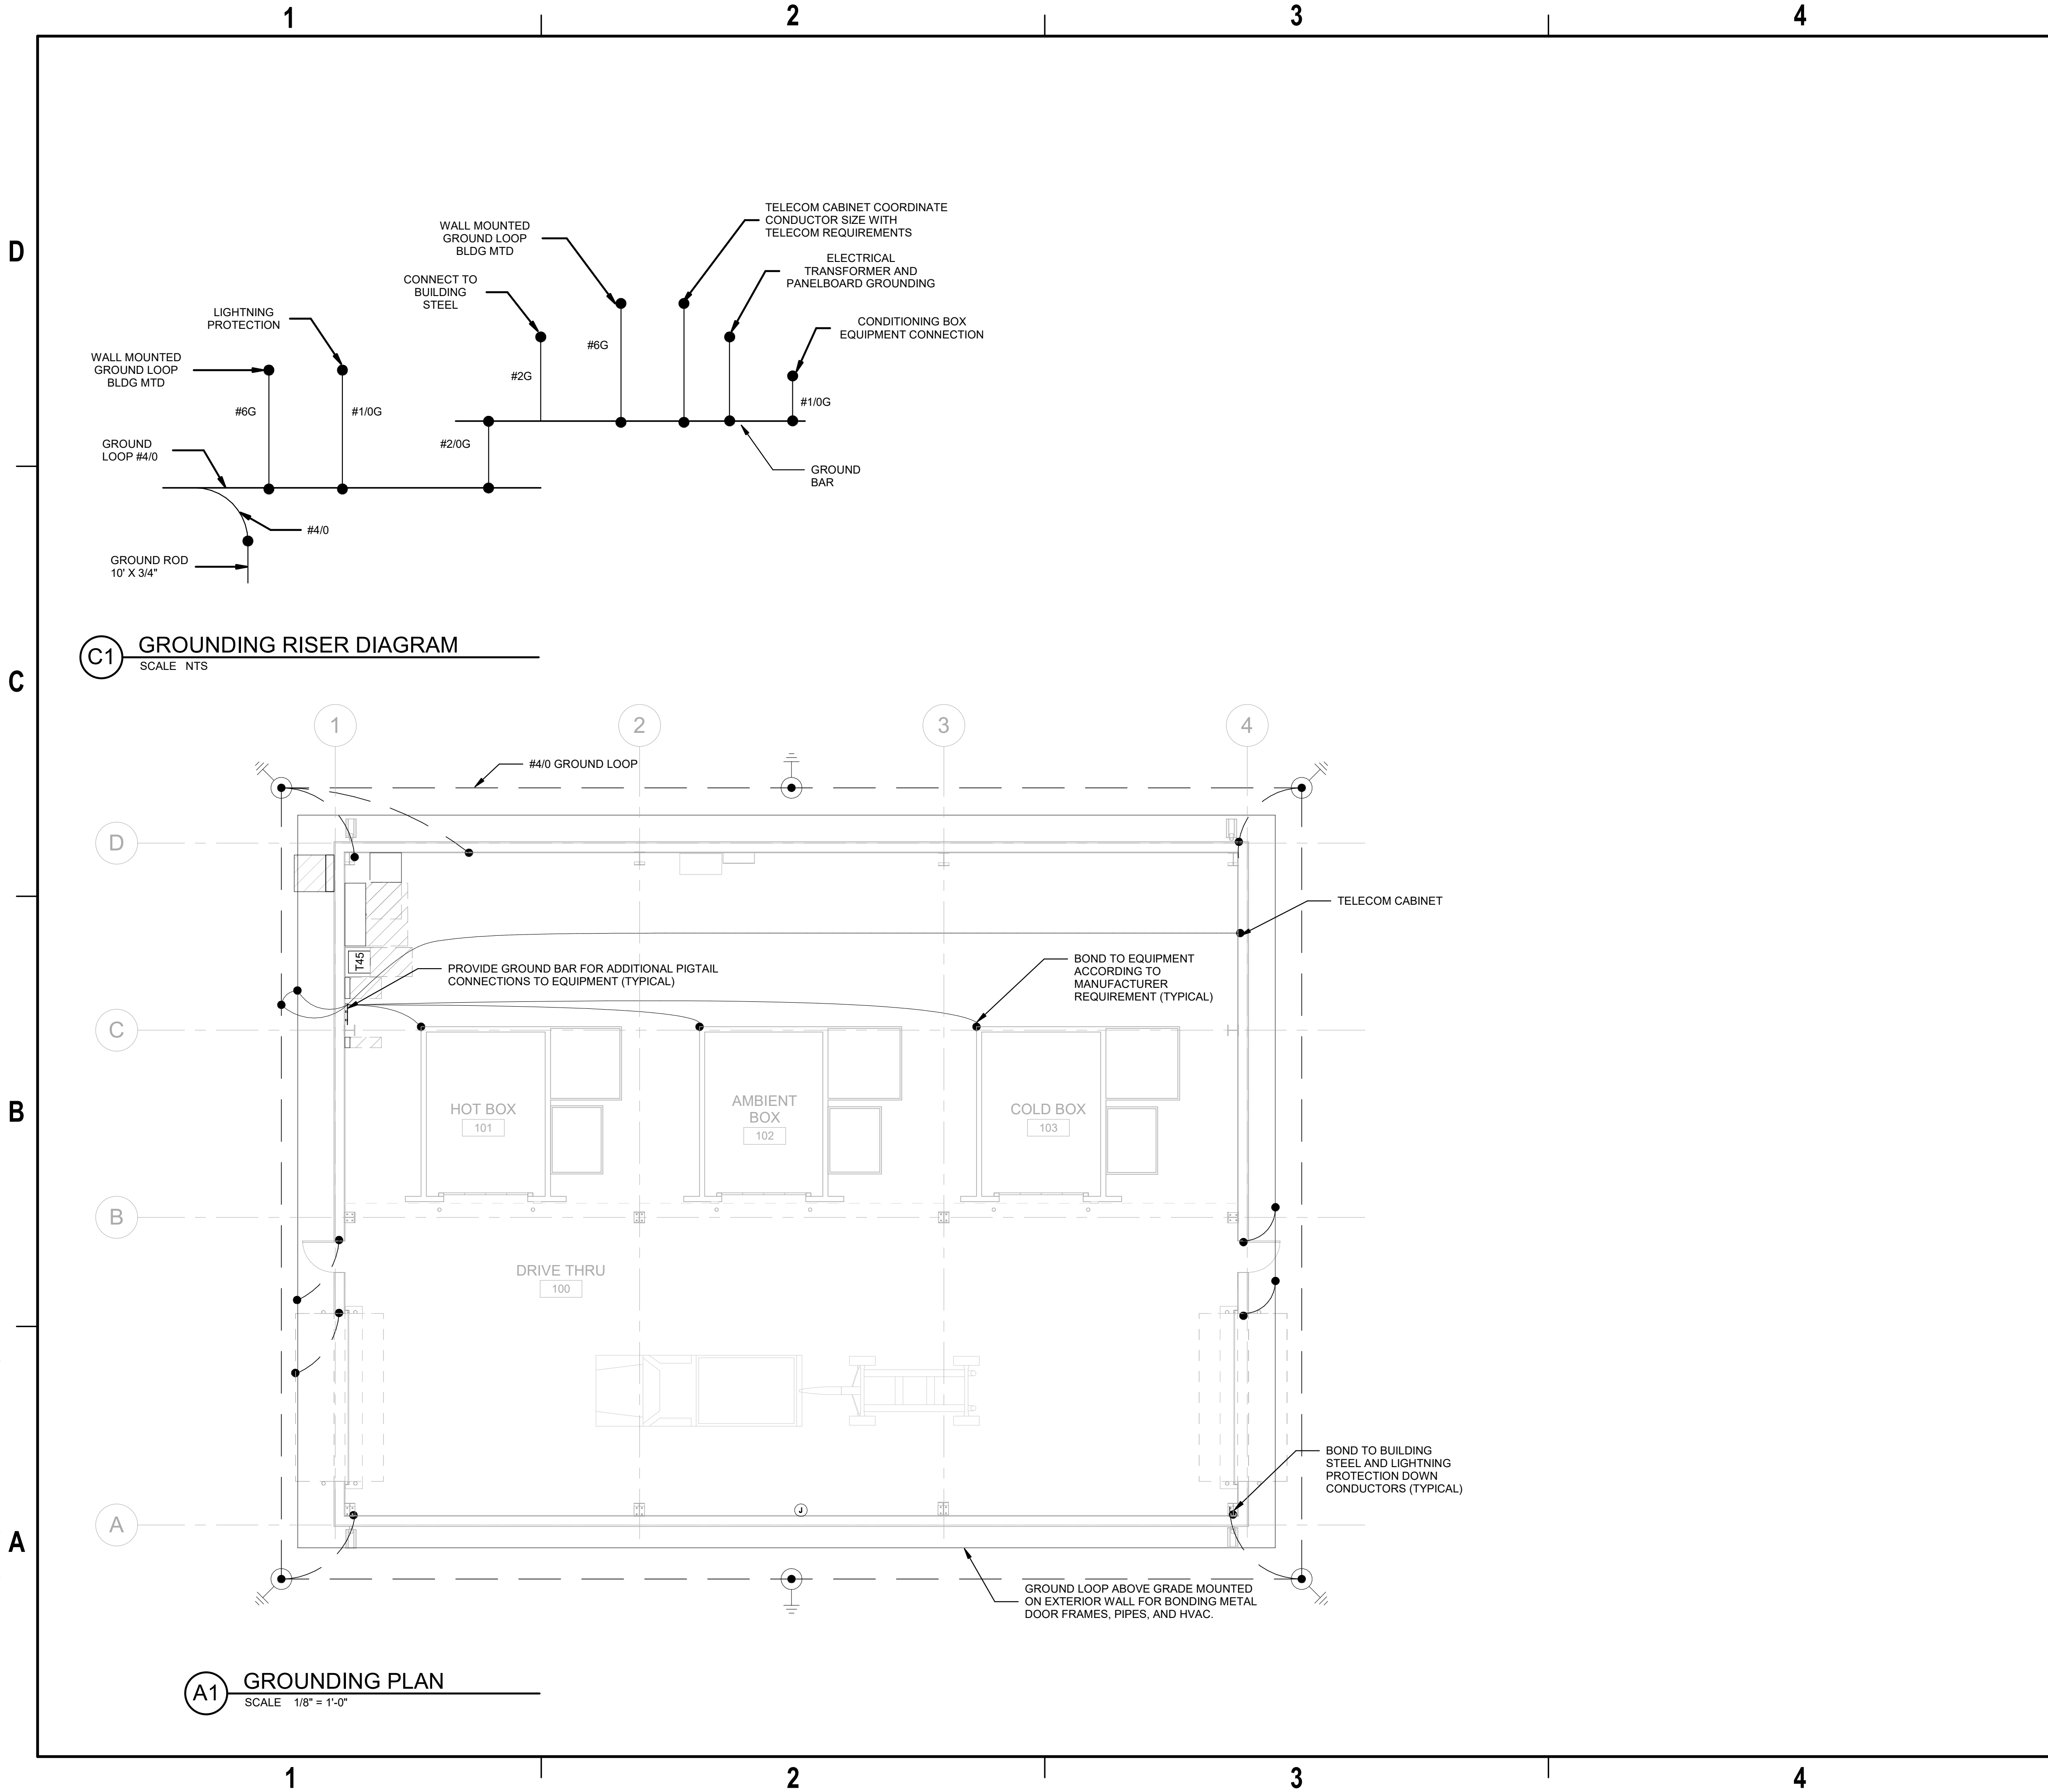 1 2 3 4
D
C
B
A
WALL MOUNTED
GROUND LOOP
BLDG MTD
#6G
LIGHTNING
PROTECTION
#1/0G
GROUND
LOOP #4/0
#4/0
GROUND ROD
10' X 3/4"
CONNECT TO
BUILDING
STEEL
#2G
#2/0G
WALL MOUNTED
GROUND LOOP
BLDG MTD
#6G
TELECOM CABINET COORDINATE
CONDUCTOR SIZE WITH
TELECOM REQUIREMENTS
ELECTRICAL
TRANSFORMER AND
PANELBOARD GROUNDING
CONDITIONING BOX
EQUIPMENT CONNECTION
#1/0G
GROUND
BAR
C1 GROUNDING RISER DIAGRAM
SCALE NTS
1 2 3 4
#4/0 GROUND LOOP
D
TELECOM CABINET
T45
PROVIDE GROUND BAR FOR ADDITIONAL PIGTAIL
CONNECTIONS TO EQUIPMENT (TYPICAL)
BOND TO EQUIPMENT
ACCORDING TO
MANUFACTURER
REQUIREMENT (TYPICAL)
C
HOT BOX
101
AMBIENT
BOX
102
COLD BOX
103
B
DRIVE THRU
100
BOND TO BUILDING
STEEL AND LIGHTNING
PROTECTION DOWN
CONDUCTORS (TYPICAL)
J
A
GROUND LOOP ABOVE GRADE MOUNTED
ON EXTERIOR WALL FOR BONDING METAL
DOOR FRAMES, PIPES, AND HVAC.
A1 GROUNDING PLAN
SCALE 1/8" = 1'-0"
1 2 3 4